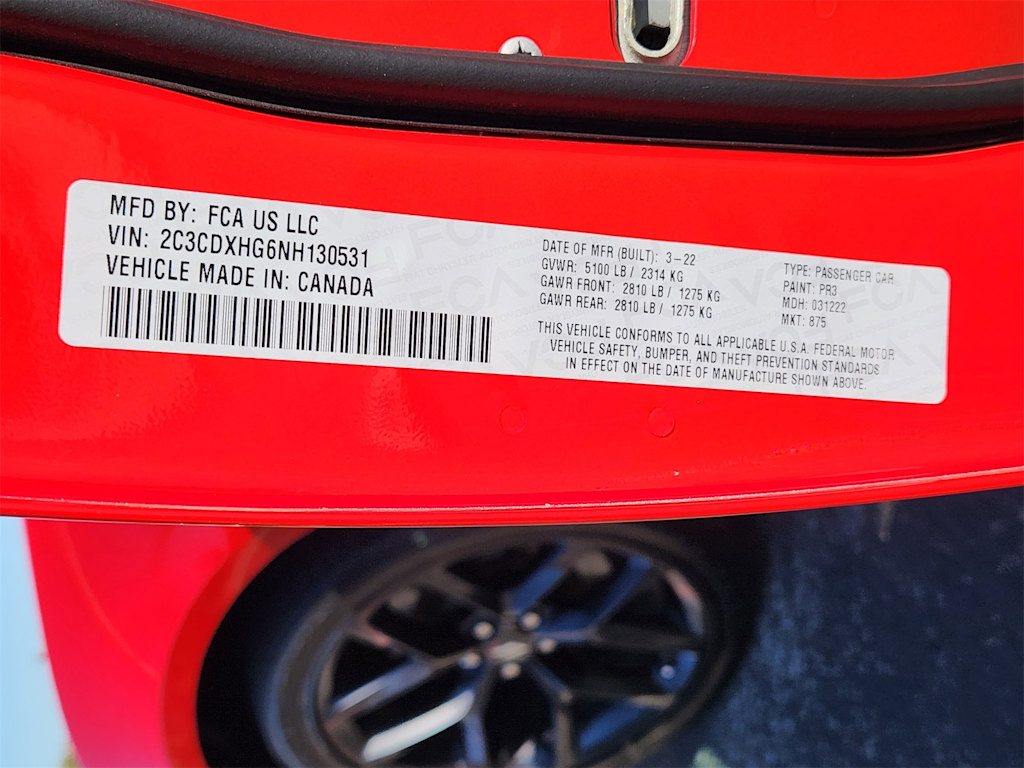 MFD BY: FCA US LLC
VIN: 2C3CDXHG6NH130531
VEHICLE MADE IN: CANADA
DATE OF MFR (BUILT): 3-22
GVWR: 5100 LB / 2314 KG
GAWR FRONT: 2810 LB / 1275 KG
GAWR REAR: 2810 LB / 1275 KG
TYPE: PASSENGER CAR
PAINT: PR3
MDH: 031222
MKT: 875
THIS VEHICLE CONFORMS TO ALL APPLICABLE U.S.A. FEDERAL MOTOR
VEHICLE SAFETY, BUMPER, AND THEFT PREVENTION STANDARDS
IN EFFECT ON THE DATE OF MANUFACTURE SHOWN ABOVE.